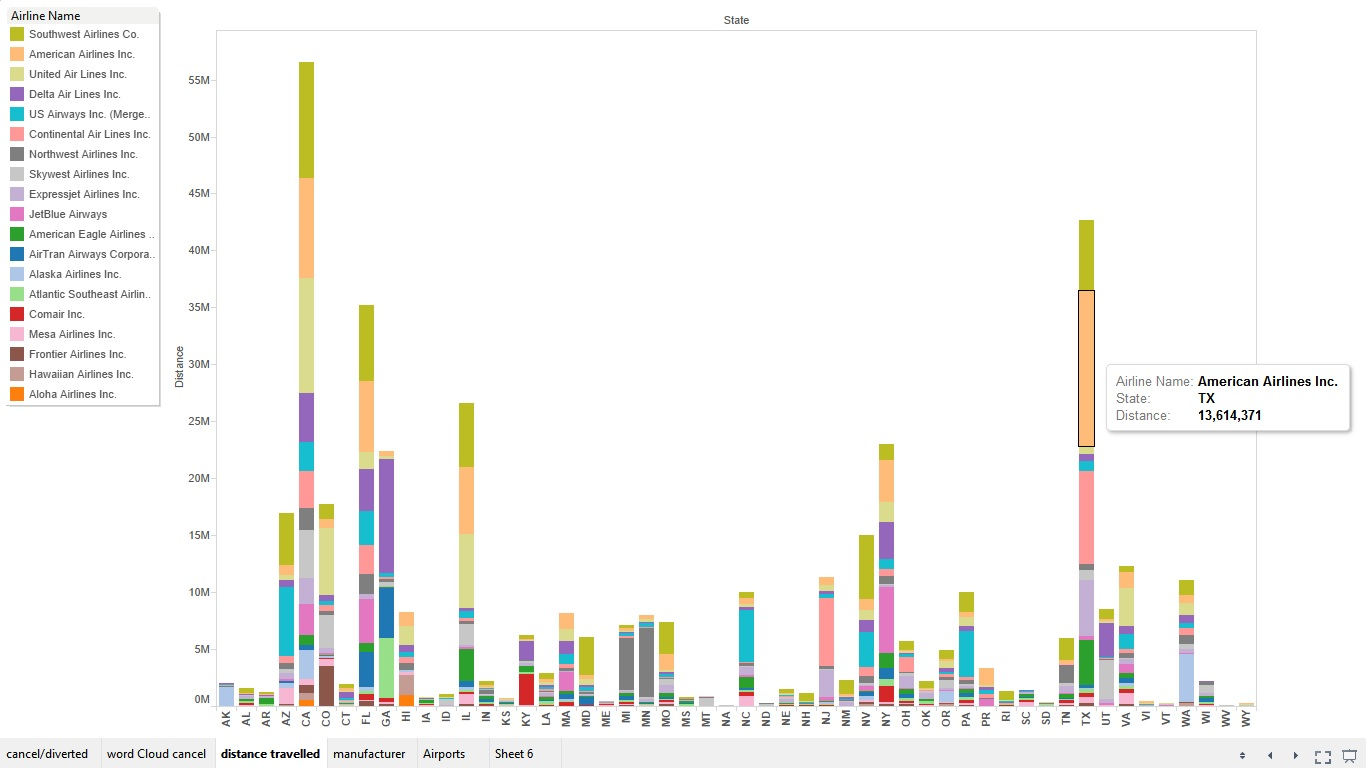 Airline Name
Southwest Airlines Co.
American Airlines Inc.
United Air Lines Inc.
Delta Air Lines Inc.
US Airways Inc. (Merge..
Continental Air Lines Inc.
Northwest Airlines Inc.
Skywest Airlines Inc.
Expressjet Airlines Inc.
JetBlue Airways
American Eagle Airlines ..
AirTran Airways Corpora..
Alaska Airlines Inc.
Atlantic Southeast Airlin..
Comair Inc.
Mesa Airlines Inc.
Frontier Airlines Inc.
Hawaiian Airlines Inc.
Aloha Airlines Inc.
State
55M
50M
45M
40M
35M
30M
25M
20M
15M
10M
5M
0M
Distance
Airline Name: American Airlines Inc.
State: TX
Distance: 13,614,371
AK AL AR AZ CA CO CT FL GA HI IA ID IL IN KS KY LA MA MD ME MI MN MO MS MT NA NC ND NE NH NJ NM NV NY OH OK OR PA PR RI SC SD TN TX UT VA VI VT WA WI WV WY
cancel/diverted word Cloud cancel distance travelled manufacturer Airports Sheet 6